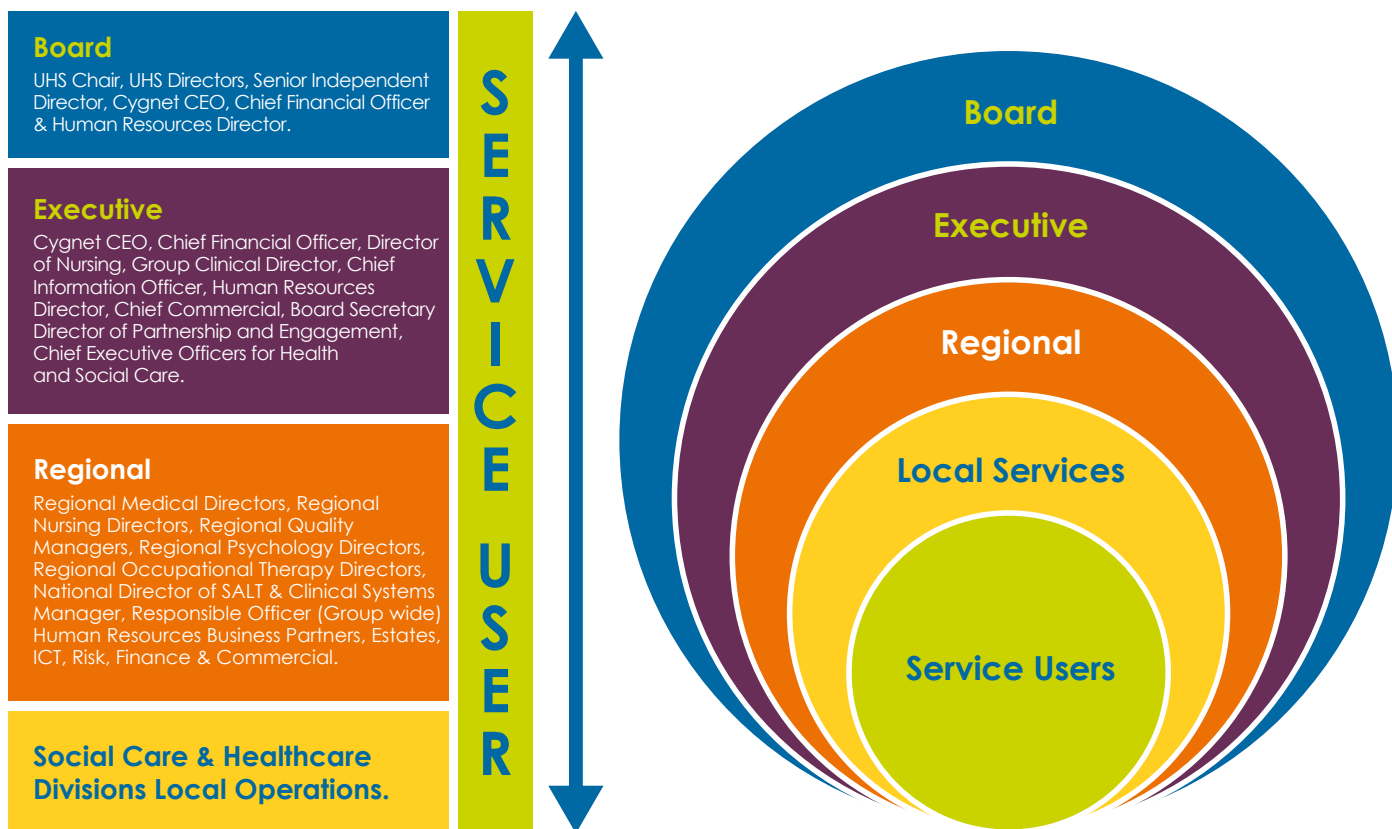 Board
UHS Chair, UHS Directors, Senior Independent
Director, Cygnet CEO, Chief Financial Officer
& Human Resources Director.
Executive
Cygnet CEO, Chief Financial Officer, Director
of Nursing, Group Clinical Director, Chief
Information Officer, Human Resources
Director, Chief Commercial, Board Secretary
Director of Partnership and Engagement,
Chief Executive Officers for Health
and Social Care.
Regional
Regional Medical Directors, Regional
Nursing Directors, Regional Quality
Managers, Regional Psychology Directors,
Regional Occupational Therapy Directors,
National Director of SALT & Clinical Systems
Manager, Responsible Officer (Group wide)
Human Resources Business Partners, Estates,
ICT, Risk, Finance & Commercial.
Social Care & Healthcare
Divisions Local Operations.
SERVICE USER
Board
Executive
Regional
Local Services
Service Users